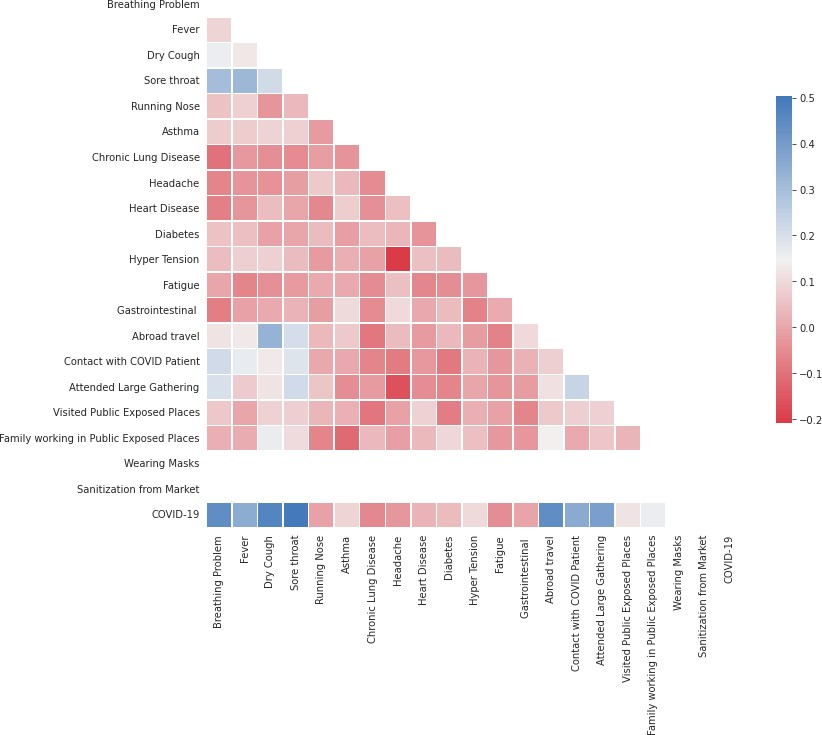 Breathing Problem
Fever
Dry Cough
Sore throat
Running Nose
Asthma
Chronic Lung Disease
Headache
Heart Disease
Diabetes
Hyper Tension
Fatigue
Gastrointestinal
Abroad travel
Contact with COVID Patient
Attended Large Gathering
Visited Public Exposed Places
Family working in Public Exposed Places
Wearing Masks
Sanitization from Market
COVID-19
Breathing Problem
Fever
Dry Cough
Sore throat
Running Nose
Asthma
Chronic Lung Disease
Headache
Heart Disease
Diabetes
Hyper Tension
Fatigue
Gastrointestinal
Abroad travel
Contact with COVID Patient
Attended Large Gathering
Visited Public Exposed Places
Family working in Public Exposed Places
Wearing Masks
Sanitization from Market
COVID-19
0.5
0.4
0.3
0.2
0.1
0.0
−0.1
−0.2